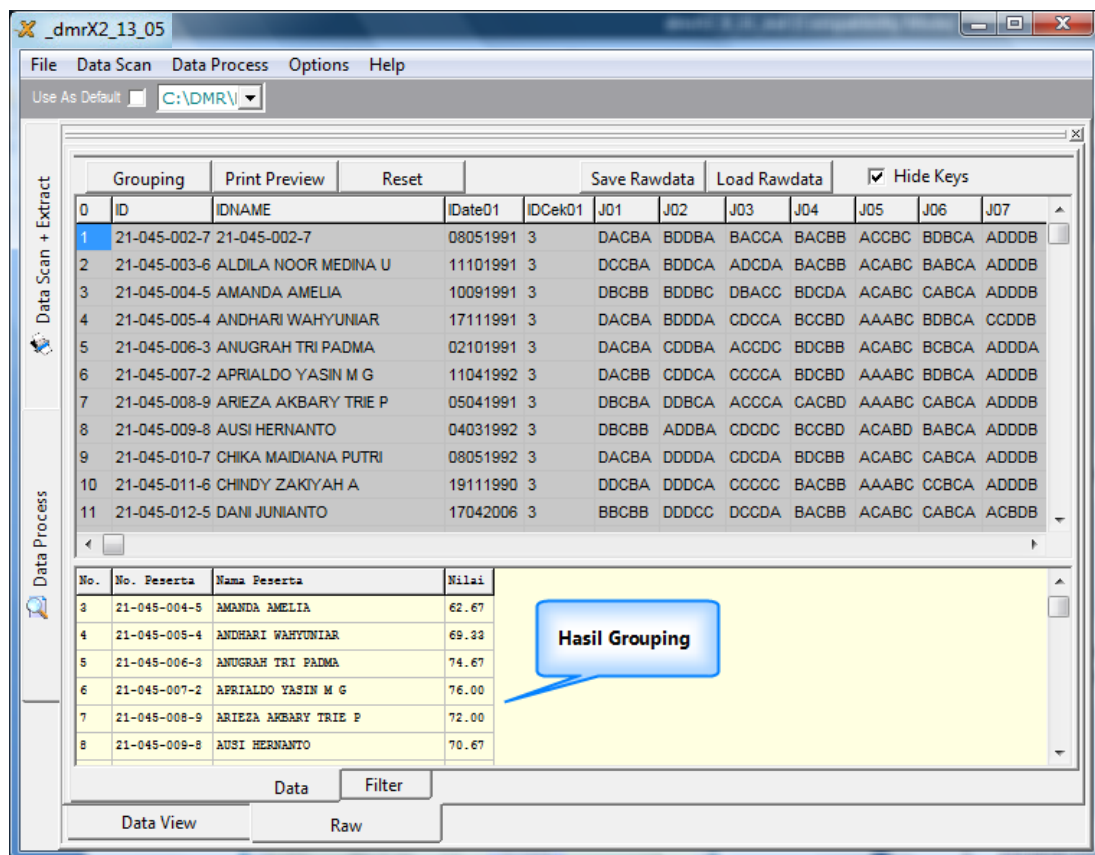 _dmrX2_13_05
File Data Scan Data Process Options Help
Use As Default C:\DMR\
Data Scan + Extract
Data Process
Grouping Print Preview Reset Save Rawdata Load Rawdata Hide Keys
0 ID IDNAME IDate01 IDCek01 J01 J02 J03 J04 J05 J06 J07
1 21-045-002-7 21-045-002-7 08051991 3 DACBA BDDBA BACCA BACBB ACCBC BDBCA ADDDB
2 21-045-003-6 ALDILA NOOR MEDINA U 11101991 3 DCCBA BDDCA ADCDA BACBB ACABC BABCA ADDDB
3 21-045-004-5 AMANDA AMELIA 10091991 3 DBCBB BDDBC DBACC BDCDA ACABC CABCA ADDDB
4 21-045-005-4 ANDHARI WAHYUNIAR 17111991 3 DACBA BDDDA CDCCA BCCBD AAABC BDBCA CCDDB
5 21-045-006-3 ANUGRAH TRI PADMA 02101991 3 DACBA CDDBA ACCDC BDCBB ACABC BCBCA ADDDA
6 21-045-007-2 APRIALDO YASIN M G 11041992 3 DACBB CDDCA CCCCA BDCBD AAABC BDBCA ADDDB
7 21-045-008-9 ARIEZA AKBARY TRIE P 05041991 3 DBCBA DDBCA ACCCA CACBD AAABC CABCA ADDDB
8 21-045-009-8 AUSI HERNANTO 04031992 3 DBCBB ADDBA CDCDC BCCBD ACABD BABCA ADDDB
9 21-045-010-7 CHIKA MAIDIANA PUTRI 08051992 3 DACBA DDDDA CDCDA BDCBB ACABC CABCA ADDDB
10 21-045-011-6 CHINDY ZAKIYAH A 19111990 3 DDCBA DDDCA CCCCC BACBB AAABC CCBCA ADDDB
11 21-045-012-5 DANI JUNIANTO 17042006 3 BBCBB DDDCC DCCDA BACBB ACABC CABCA ACBDB
No. No. Peserta Nama Peserta Nilai
3 21-045-004-5 AMANDA AMELIA 62.67
4 21-045-005-4 ANDHARI WAHYUNIAR 69.33
5 21-045-006-3 ANUGRAH TRI PADMA 74.67
6 21-045-007-2 APRIALDO YASIN M G 76.00
7 21-045-008-9 ARIEZA AKBARY TRIE P 72.00
8 21-045-009-8 AUSI HERNANTO 70.67
Hasil Grouping
Data Filter
Data View Raw